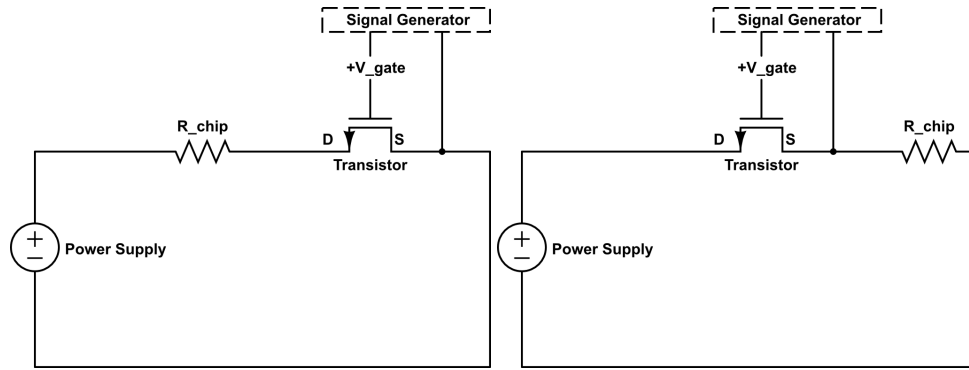 Signal Generator
+V_gate
R_chip
D
S
Transistor
+
−
Power Supply
Signal Generator
+V_gate
R_chip
D
S
Transistor
+
−
Power Supply